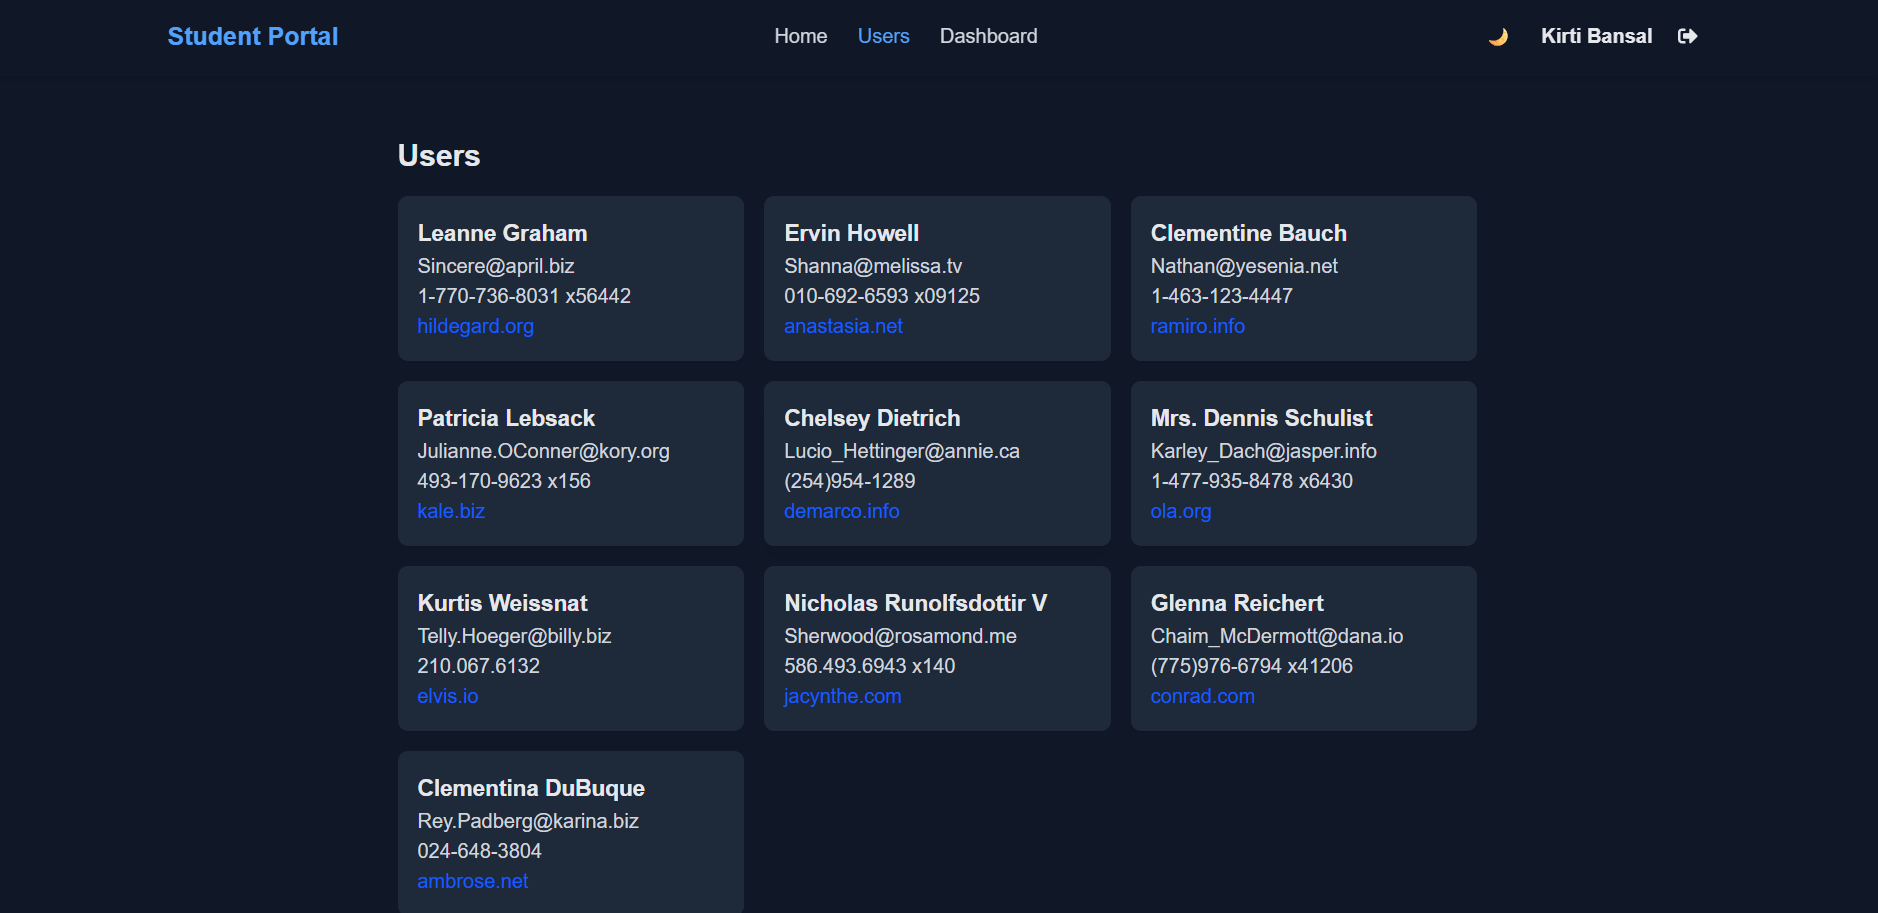 Student Portal
Home Users Dashboard
Kirti Bansal
Users
Leanne Graham
Sincere@april.biz
1-770-736-8031 x56442
hildegard.org
Ervin Howell
Shanna@melissa.tv
010-692-6593 x09125
anastasia.net
Clementine Bauch
Nathan@yesenia.net
1-463-123-4447
ramiro.info
Patricia Lebsack
Julianne.OConner@kory.org
493-170-9623 x156
kale.biz
Chelsey Dietrich
Lucio_Hettinger@annie.ca
(254)954-1289
demarco.info
Mrs. Dennis Schulist
Karley_Dach@jasper.info
1-477-935-8478 x6430
ola.org
Kurtis Weissnat
Telly.Hoeger@billy.biz
210.067.6132
elvis.io
Nicholas Runolfsdottir V
Sherwood@rosamond.me
586.493.6943 x140
jacynthe.com
Glenna Reichert
Chaim_McDermott@dana.io
(775)976-6794 x41206
conrad.com
Clementina DuBuque
Rey.Padberg@karina.biz
024-648-3804
ambrose.net